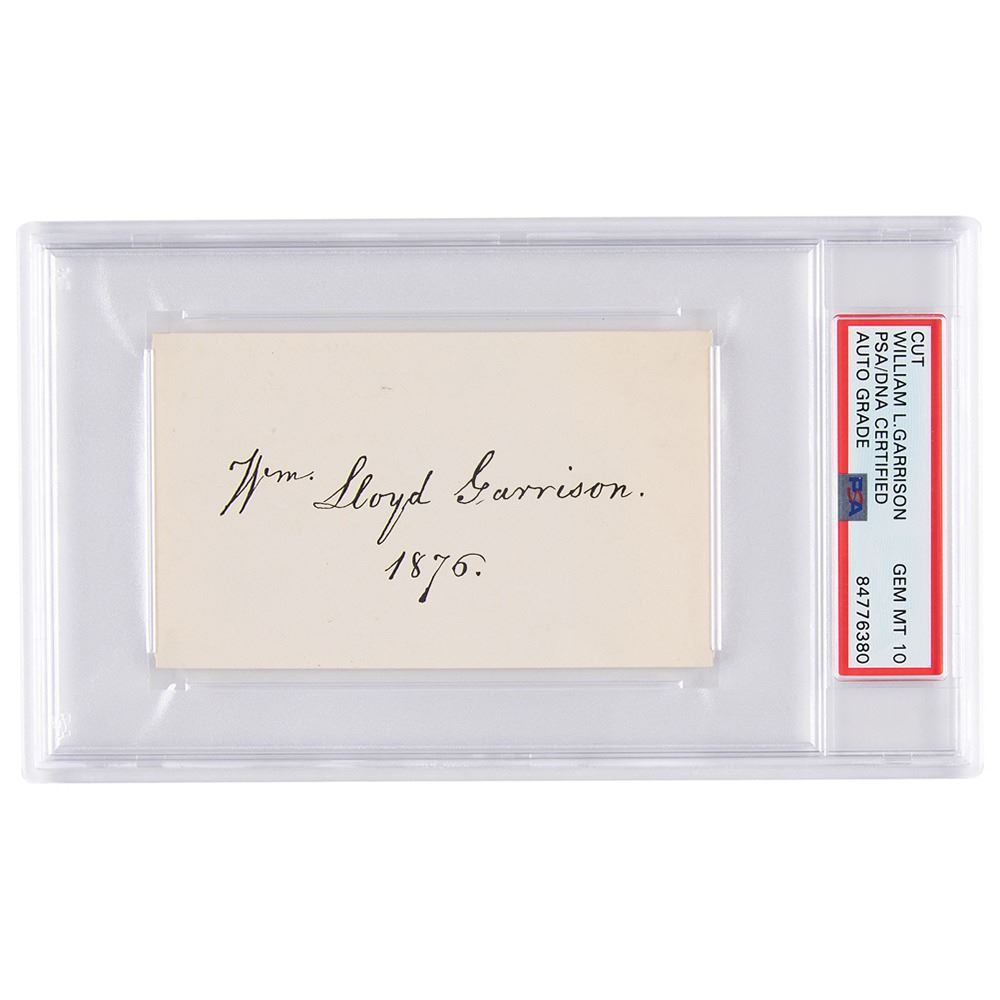 Wm. Lloyd Garrison.
1876.
CUT
WILLIAM L.GARRISON GEM MT 10
PSA/DNA CERTIFIED
AUTO GRADE PSA 84776380